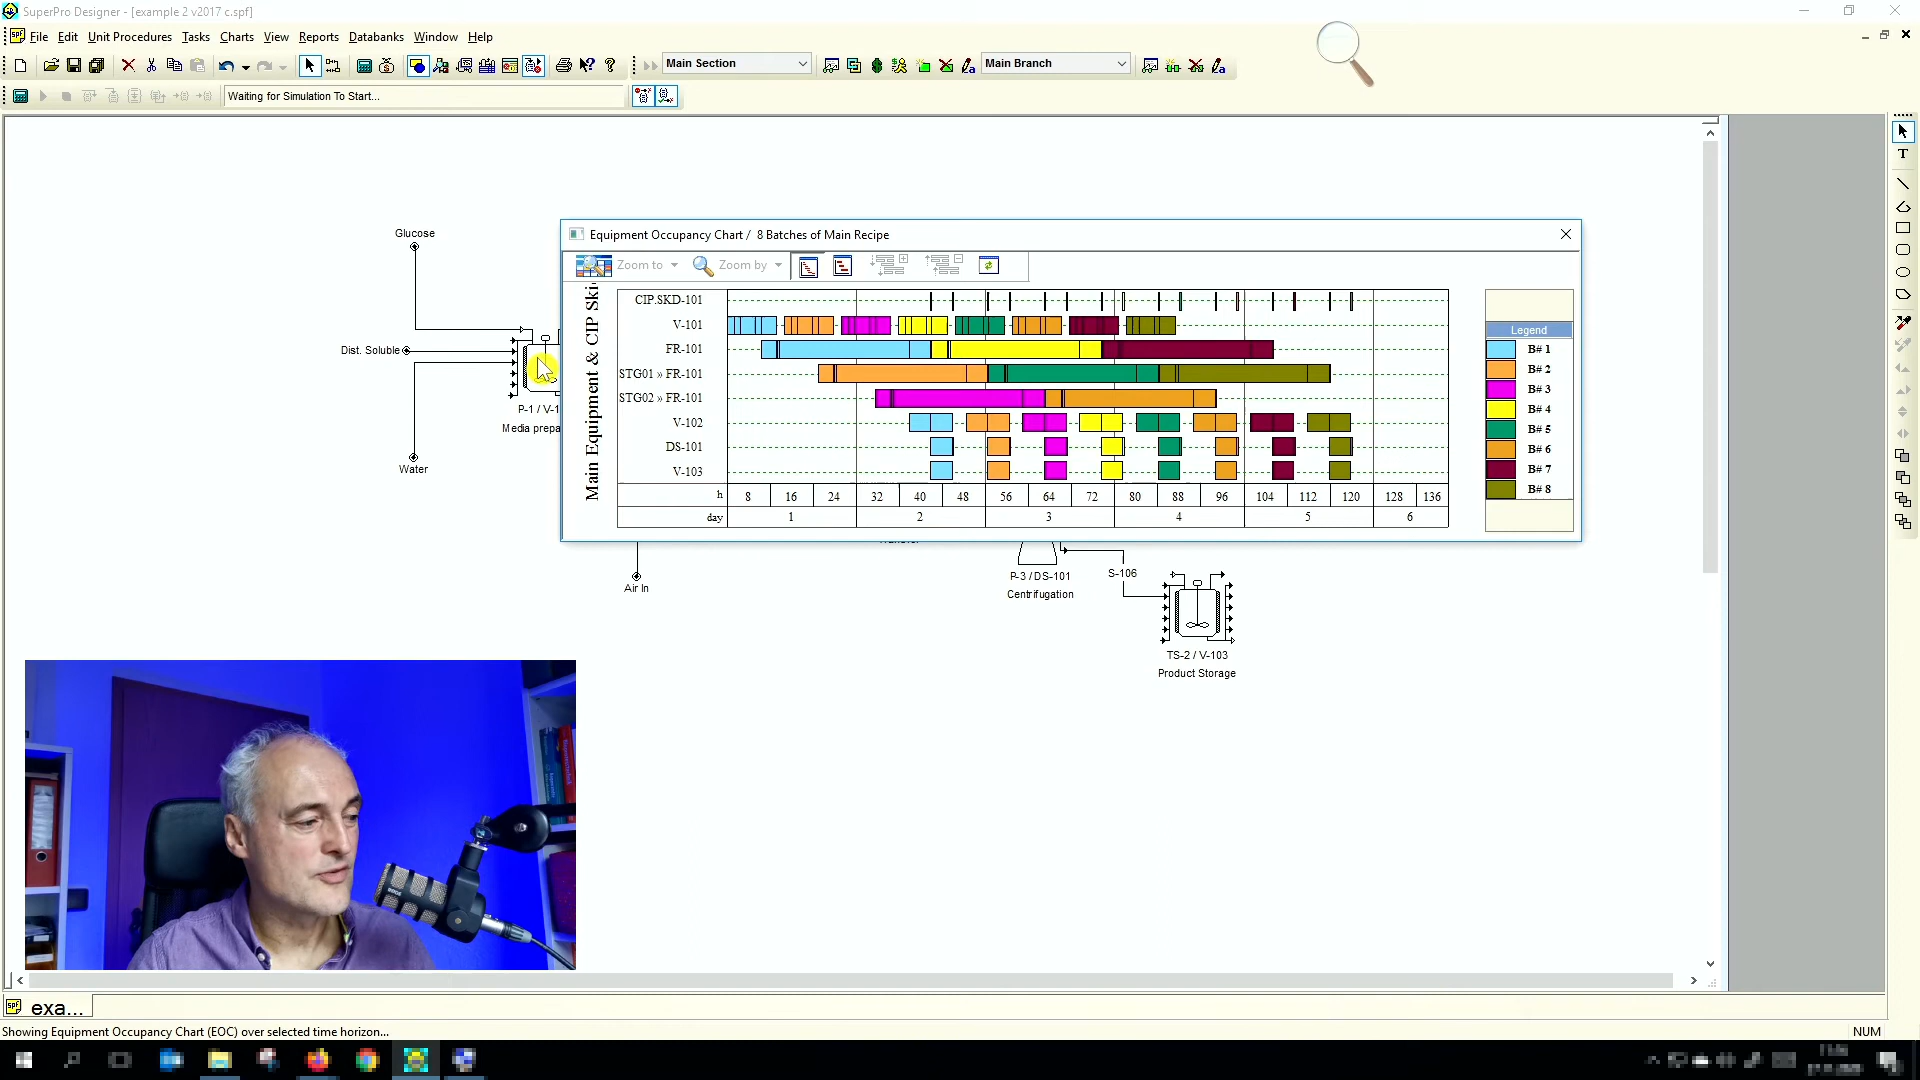 SuperPro Designer - [example 2 v2017 c.spf]
File Edit Unit Procedures Tasks Charts View Reports Databanks Window Help
Main Section Main Branch
Waiting for Simulation To Start...
Glucose
Dist. Soluble
P-1 / V-1
Media prepa
Water
Air In
Equipment Occupancy Chart / 8 Batches of Main Recipe
Zoom to Zoom by
Main Equipment & CIP Ski
CIP.SKD-101
V-101
FR-101
STG01 » FR-101
STG02 » FR-101
V-102
DS-101
V-103
h 8 16 24 32 40 48 56 64 72 80 88 96 104 112 120 128 136
day 1 2 3 4 5 6
Legend
B# 1
B# 2
B# 3
B# 4
B# 5
B# 6
B# 7
B# 8
P-3 / DS-101
Centrifugation
S-106
TS-2 / V-103
Product Storage
exa...
Showing Equipment Occupancy Chart (EOC) over selected time horizon...
NUM